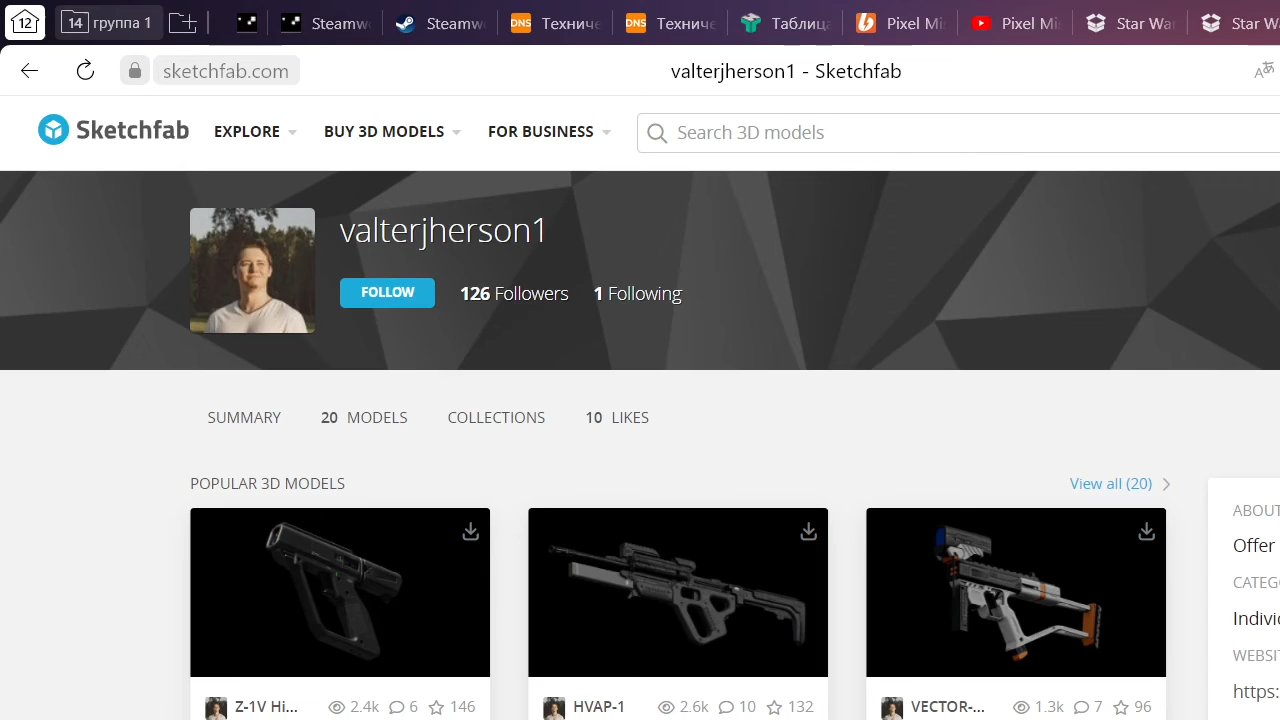 12 14 группа 1 Steamw Steamw DNS Техниче DNS Техниче Таблица Pixel Mi Pixel Mi Star Wa Star W
sketchfab.com valterjherson1 - Sketchfab
Sketchfab EXPLORE BUY 3D MODELS FOR BUSINESS Search 3D models
valterjherson1
FOLLOW 126 Followers 1 Following
SUMMARY 20 MODELS COLLECTIONS 10 LIKES
POPULAR 3D MODELS View all (20)
ABOUT
Offer
CATEG
Indivi
WEBSI
https:
Z-1V Hi... 2.4k 6 146 HVAP-1 2.6k 10 132 VECTOR-... 1.3k 7 96